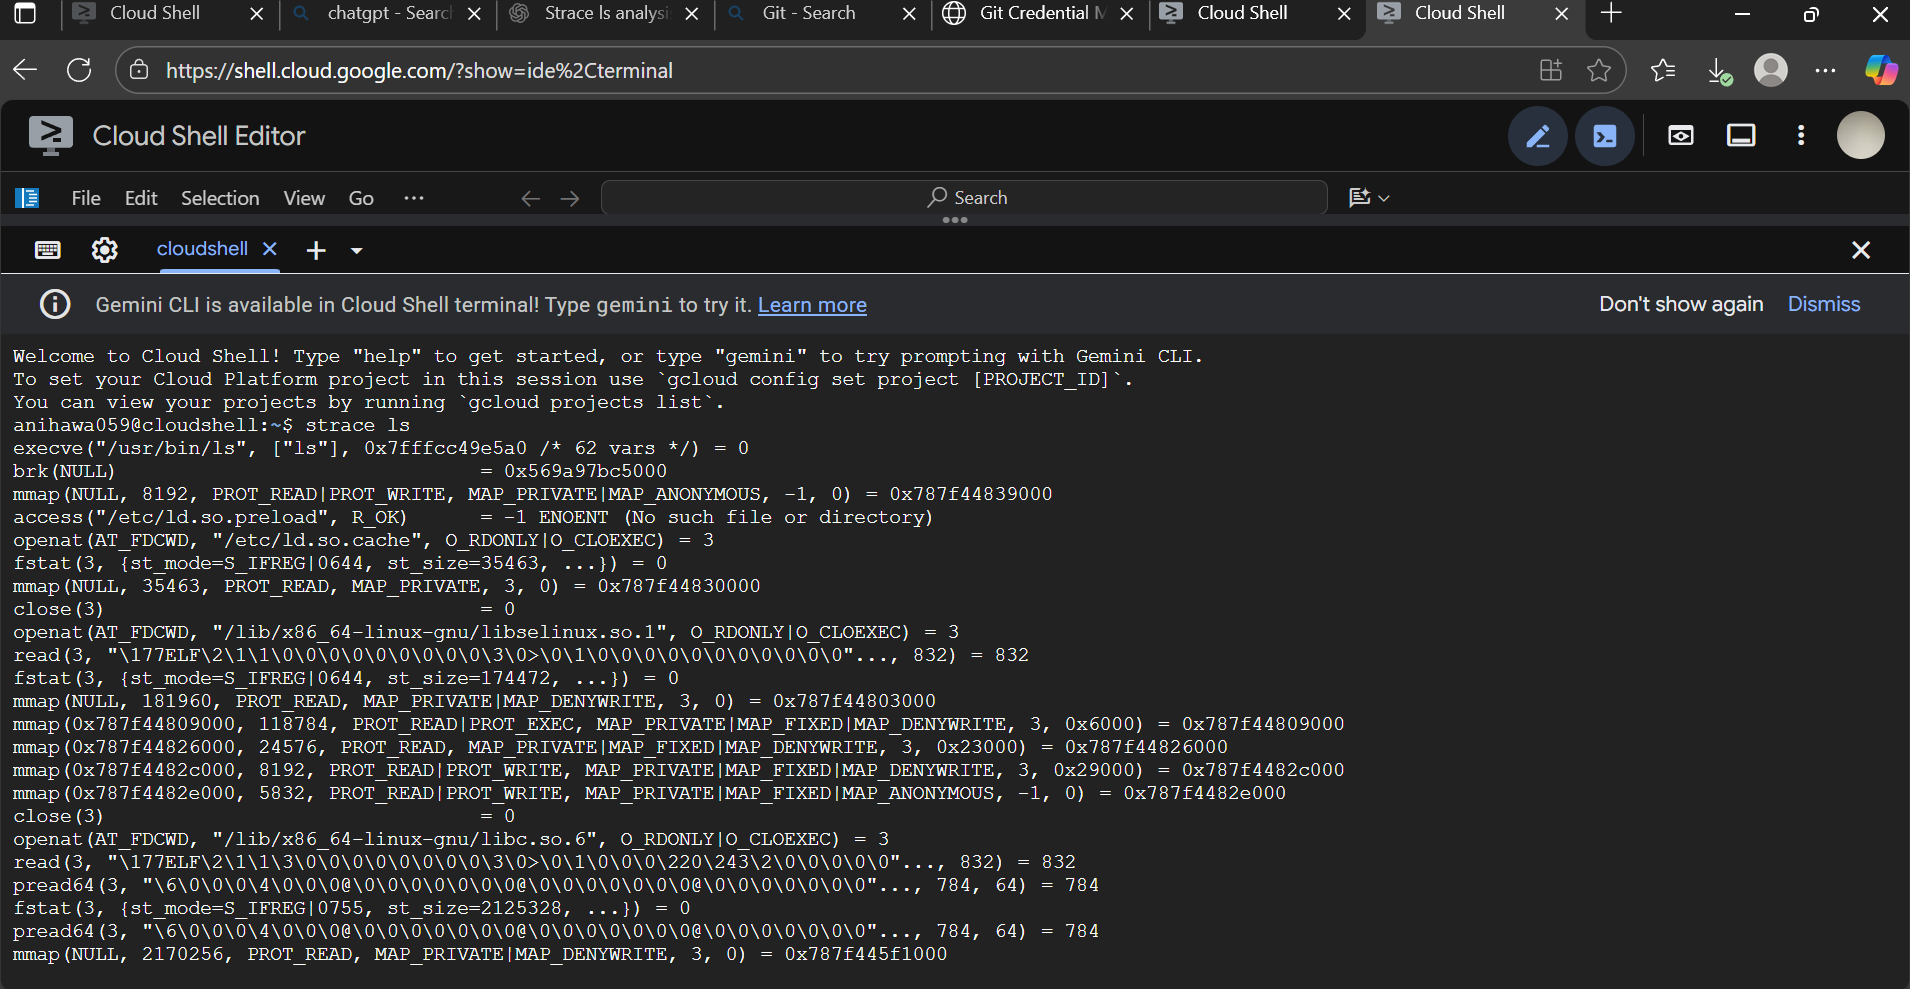 Cloud Shell
chatgpt - Search
Strace ls analysi
Git - Search
Git Credential M
Cloud Shell
Cloud Shell
https://shell.cloud.google.com/?show=ide%2Cterminal
Cloud Shell Editor
File Edit Selection View Go ···
Search
cloudshell
Gemini CLI is available in Cloud Shell terminal! Type gemini to try it. Learn more
Don't show again Dismiss
Welcome to Cloud Shell! Type "help" to get started, or type "gemini" to try prompting with Gemini CLI.
To set your Cloud Platform project in this session use `gcloud config set project [PROJECT_ID]`.
You can view your projects by running `gcloud projects list`.
anihawa059@cloudshell:~$ strace ls
execve("/usr/bin/ls", ["ls"], 0x7fffcc49e5a0 /* 62 vars */) = 0
brk(NULL)                               = 0x569a97bc5000
mmap(NULL, 8192, PROT_READ|PROT_WRITE, MAP_PRIVATE|MAP_ANONYMOUS, -1, 0) = 0x787f44839000
access("/etc/ld.so.preload", R_OK)      = -1 ENOENT (No such file or directory)
openat(AT_FDCWD, "/etc/ld.so.cache", O_RDONLY|O_CLOEXEC) = 3
fstat(3, {st_mode=S_IFREG|0644, st_size=35463, ...}) = 0
mmap(NULL, 35463, PROT_READ, MAP_PRIVATE, 3, 0) = 0x787f44830000
close(3)                                = 0
openat(AT_FDCWD, "/lib/x86_64-linux-gnu/libselinux.so.1", O_RDONLY|O_CLOEXEC) = 3
read(3, "\177ELF\2\1\1\0\0\0\0\0\0\0\0\0\3\0>\0\1\0\0\0\0\0\0\0\0\0\0\0"..., 832) = 832
fstat(3, {st_mode=S_IFREG|0644, st_size=174472, ...}) = 0
mmap(NULL, 181960, PROT_READ, MAP_PRIVATE|MAP_DENYWRITE, 3, 0) = 0x787f44803000
mmap(0x787f44809000, 118784, PROT_READ|PROT_EXEC, MAP_PRIVATE|MAP_FIXED|MAP_DENYWRITE, 3, 0x6000) = 0x787f44809000
mmap(0x787f44826000, 24576, PROT_READ, MAP_PRIVATE|MAP_FIXED|MAP_DENYWRITE, 3, 0x23000) = 0x787f44826000
mmap(0x787f4482c000, 8192, PROT_READ|PROT_WRITE, MAP_PRIVATE|MAP_FIXED|MAP_DENYWRITE, 3, 0x29000) = 0x787f4482c000
mmap(0x787f4482e000, 5832, PROT_READ|PROT_WRITE, MAP_PRIVATE|MAP_FIXED|MAP_ANONYMOUS, -1, 0) = 0x787f4482e000
close(3)                                = 0
openat(AT_FDCWD, "/lib/x86_64-linux-gnu/libc.so.6", O_RDONLY|O_CLOEXEC) = 3
read(3, "\177ELF\2\1\1\3\0\0\0\0\0\0\0\0\3\0>\0\1\0\0\0\220\243\2\0\0\0\0\0"..., 832) = 832
pread64(3, "\6\0\0\0\4\0\0\0@\0\0\0\0\0\0\0@\0\0\0\0\0\0\0@\0\0\0\0\0\0\0"..., 784, 64) = 784
fstat(3, {st_mode=S_IFREG|0755, st_size=2125328, ...}) = 0
pread64(3, "\6\0\0\0\4\0\0\0@\0\0\0\0\0\0\0@\0\0\0\0\0\0\0@\0\0\0\0\0\0\0"..., 784, 64) = 784
mmap(NULL, 2170256, PROT_READ, MAP_PRIVATE|MAP_DENYWRITE, 3, 0) = 0x787f445f1000